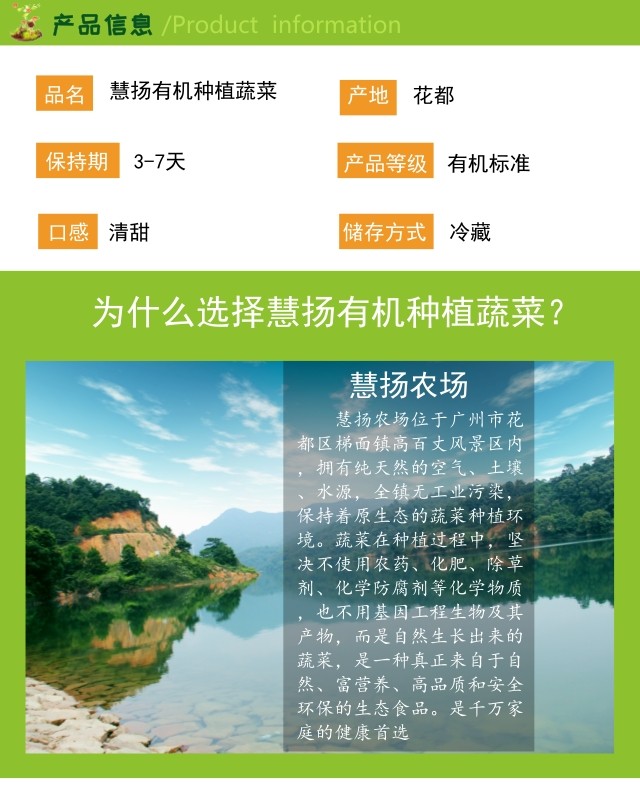 产品信息 /Product information
品名 慧扬有机种植蔬菜 产地 花都
保持期 3-7天 产品等级 有机标准
口感 清甜 储存方式 冷藏
为什么选择慧扬有机种植蔬菜？
慧扬农场
慧扬农场位于广州市花
都区梯面镇高百丈风景区内
，拥有纯天然的空气、土壤
、水源，全镇无工业污染，
保持着原生态的蔬菜种植环
境。蔬菜在种植过程中，坚
决不使用农药、化肥、除草
剂、化学防腐剂等化学物质
，也不用基因工程生物及其
产物，而是自然生长出来的
蔬菜，是一种真正来自于自
然、富营养、高品质和安全
环保的生态食品。是千万家
庭的健康首选